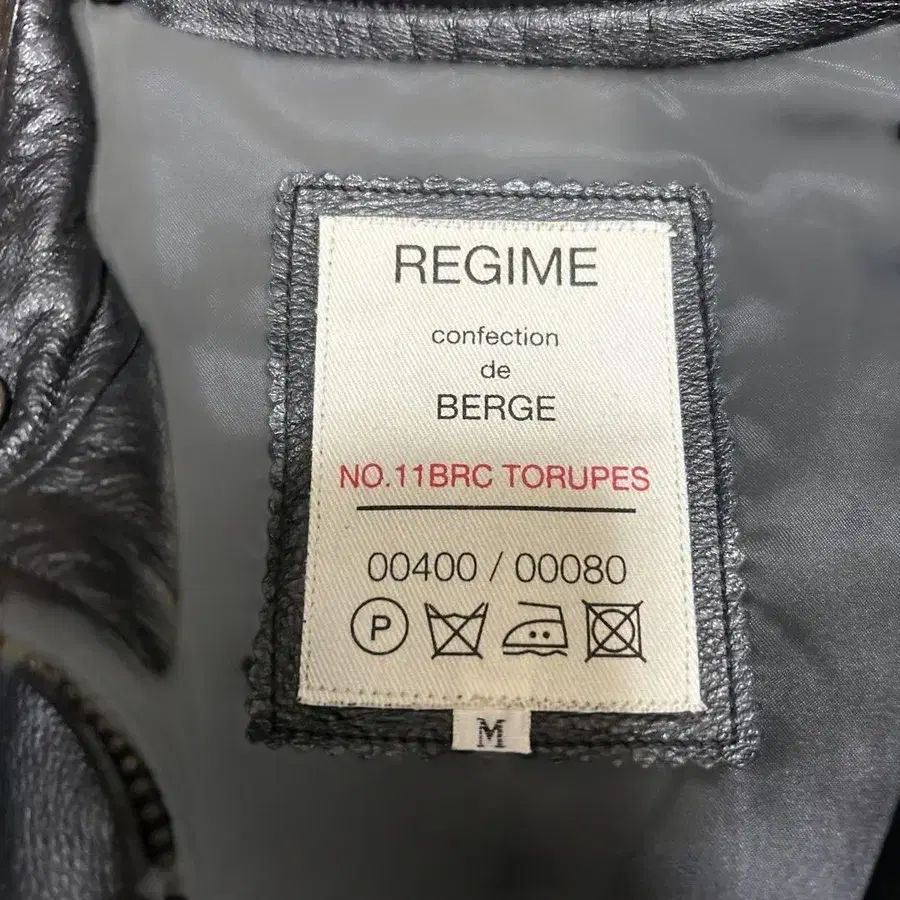 REGIME
confection
de
BERGE
NO.11BRC TORUPES
00400 / 00080
P
M